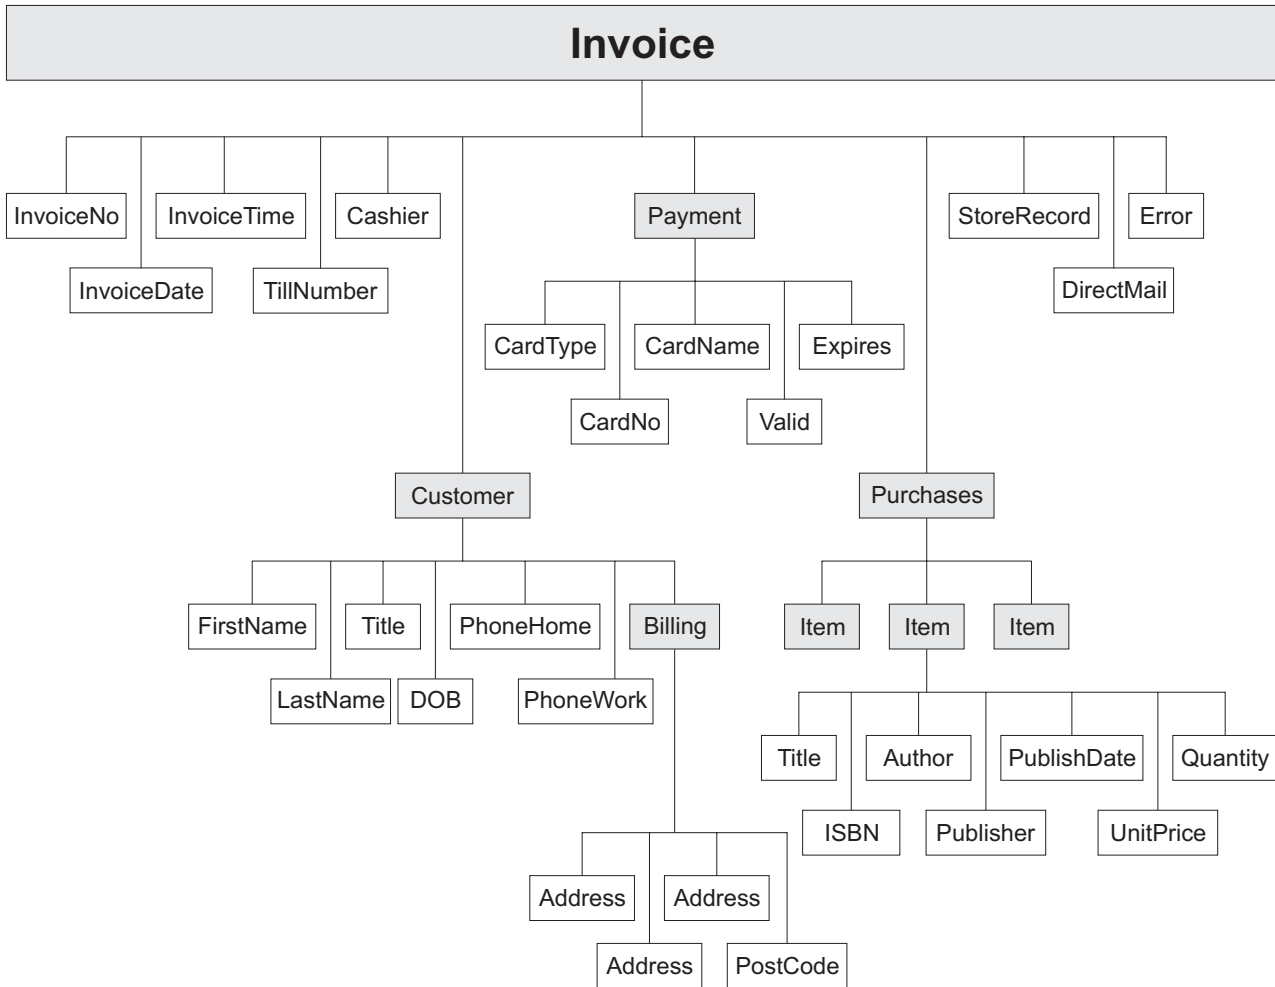 Invoice
InvoiceNo
InvoiceTime
Cashier
Payment
StoreRecord
Error
InvoiceDate
TillNumber
DirectMail
CardType
CardName
Expires
CardNo
Valid
Customer
Purchases
FirstName
Title
PhoneHome
Billing
Item
Item
Item
LastName
DOB
PhoneWork
Title
Author
PublishDate
Quantity
ISBN
Publisher
UnitPrice
Address
Address
Address
PostCode